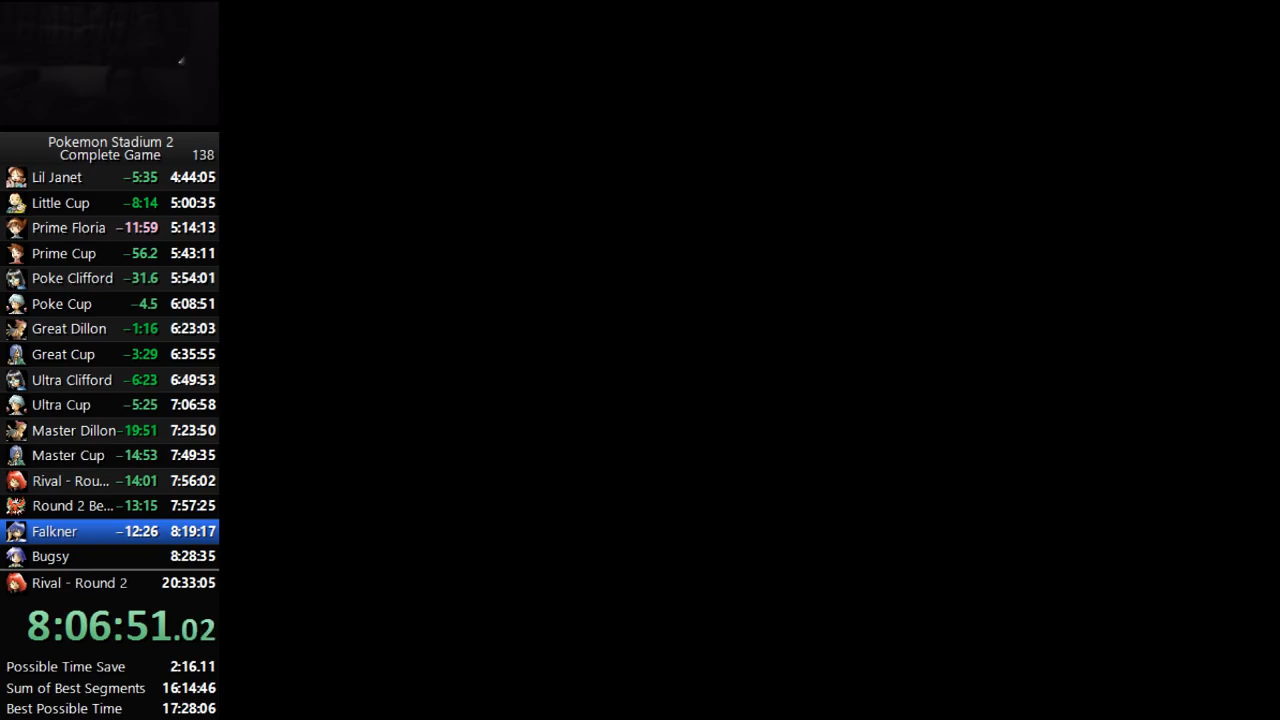 Pokemon Stadium 2
Complete Game 138
Lil Janet −5:35 4:44:05
Little Cup −8:14 5:00:35
Prime Floria −11:59 5:14:13
Prime Cup −56.2 5:43:11
Poke Clifford −31.6 5:54:01
Poke Cup −4.5 6:08:51
Great Dillon −1:16 6:23:03
Great Cup −3:29 6:35:55
Ultra Clifford −6:23 6:49:53
Ultra Cup −5:25 7:06:58
Master Dillon −19:51 7:23:50
Master Cup −14:53 7:49:35
Rival - Rou... −14:01 7:56:02
Round 2 Be... −13:15 7:57:25
Falkner −12:26 8:19:17
Bugsy 8:28:35
Rival - Round 2 20:33:05
8:06:51.02
Possible Time Save 2:16.11
Sum of Best Segments 16:14:46
Best Possible Time 17:28:06